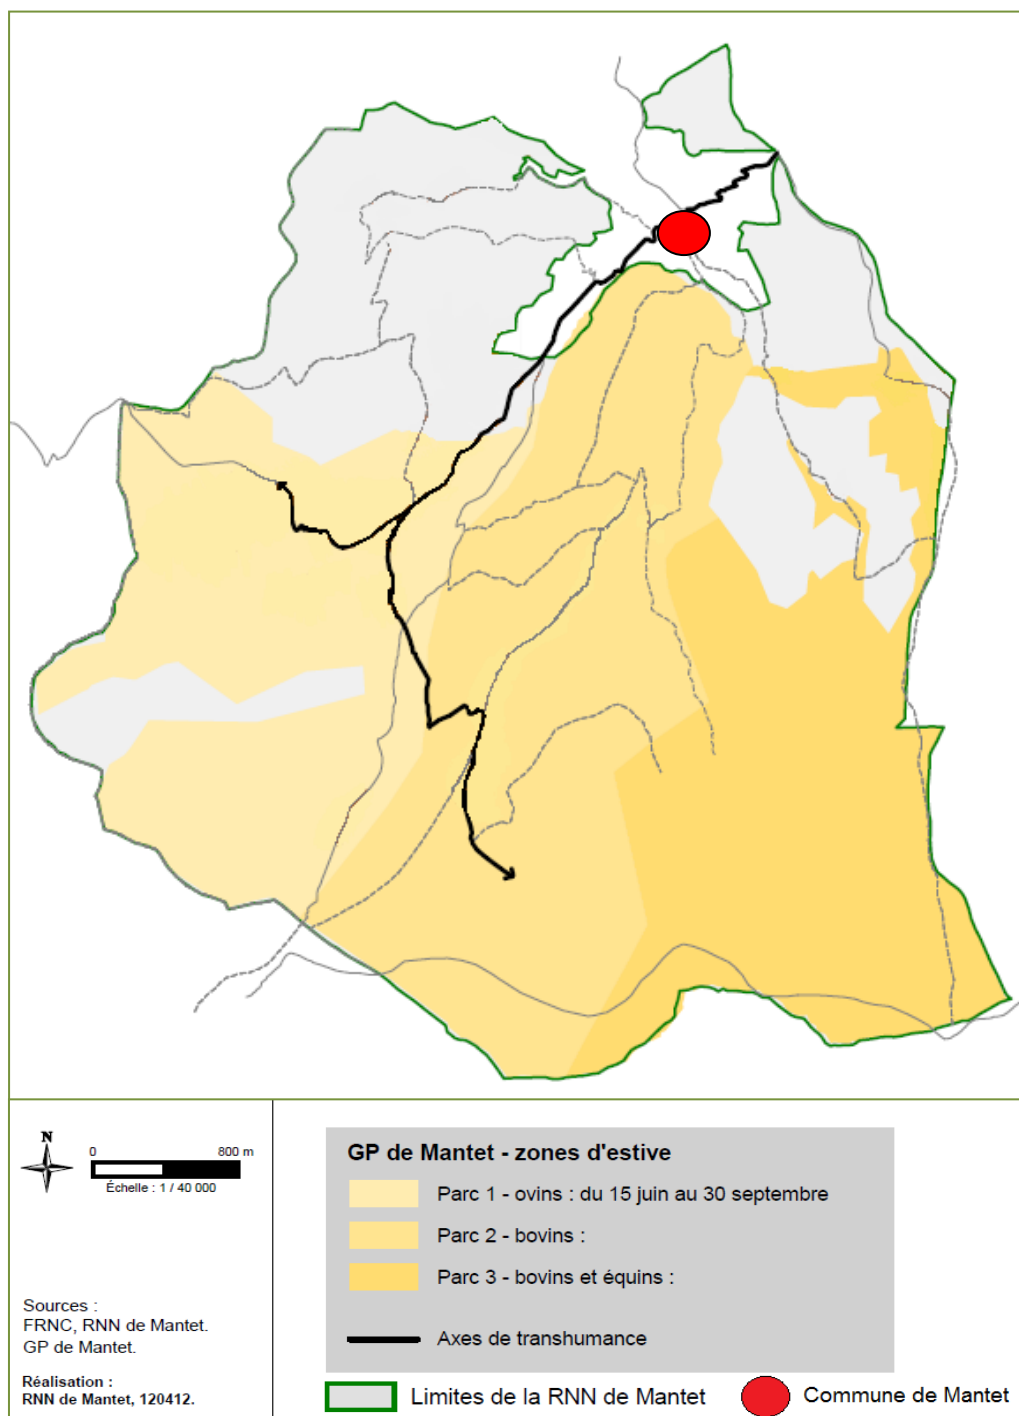 N
0 800 m
Échelle : 1 / 40 000
Sources :
FRNC, RNN de Mantet.
GP de Mantet.
Réalisation :
RNN de Mantet, 120412.
GP de Mantet - zones d'estive
Parc 1 - ovins : du 15 juin au 30 septembre
Parc 2 - bovins :
Parc 3 - bovins et équins :
Axes de transhumance
Limites de la RNN de Mantet
Commune de Mantet